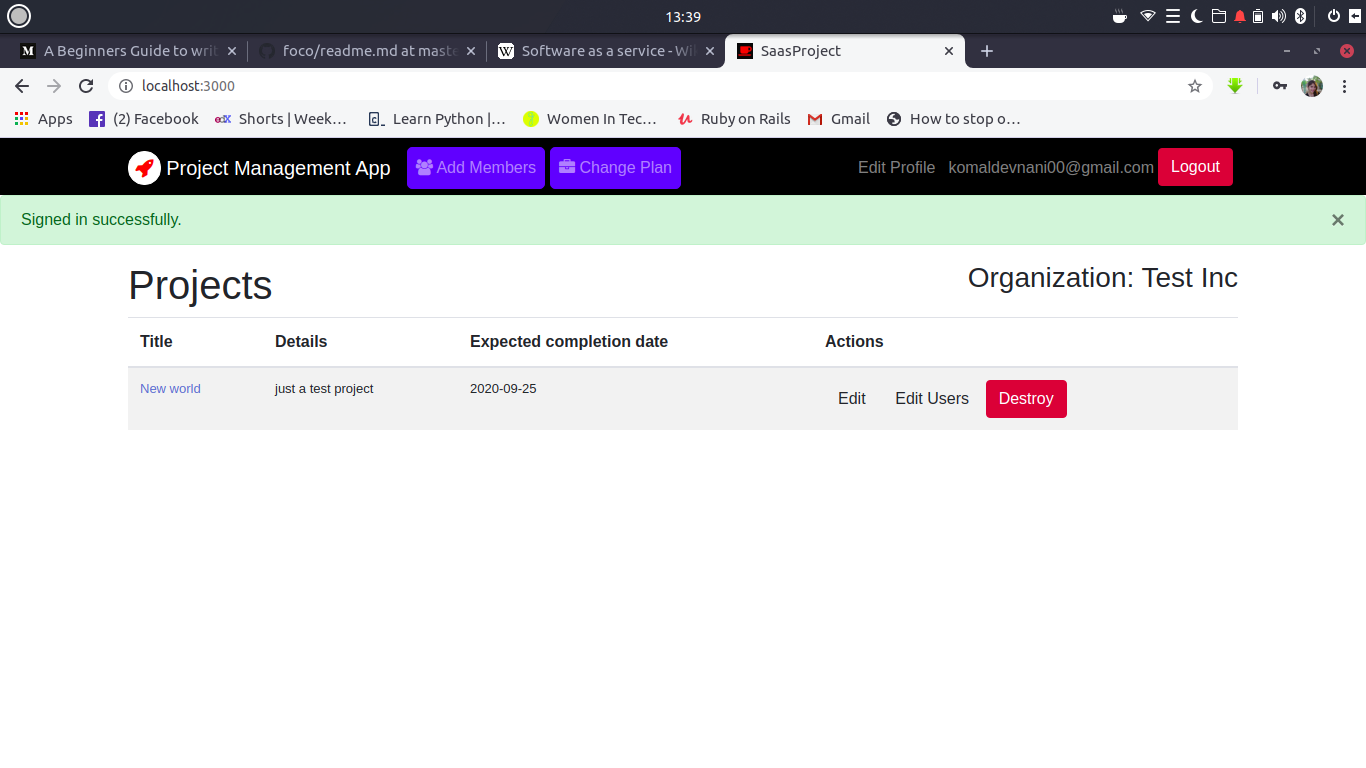 13:39
M A Beginners Guide to writ
foco/readme.md at maste
W Software as a service - Wik
SaasProject
localhost:3000
Apps (2) Facebook edX Shorts | Week… Learn Python |… Women In Tec… Ruby on Rails Gmail How to stop o…
Project Management App Add Members Change Plan Edit Profile komaldevnani00@gmail.com Logout
Signed in successfully. ×
Projects Organization: Test Inc
Title Details Expected completion date Actions
New world just a test project 2020-09-25 Edit Edit Users Destroy